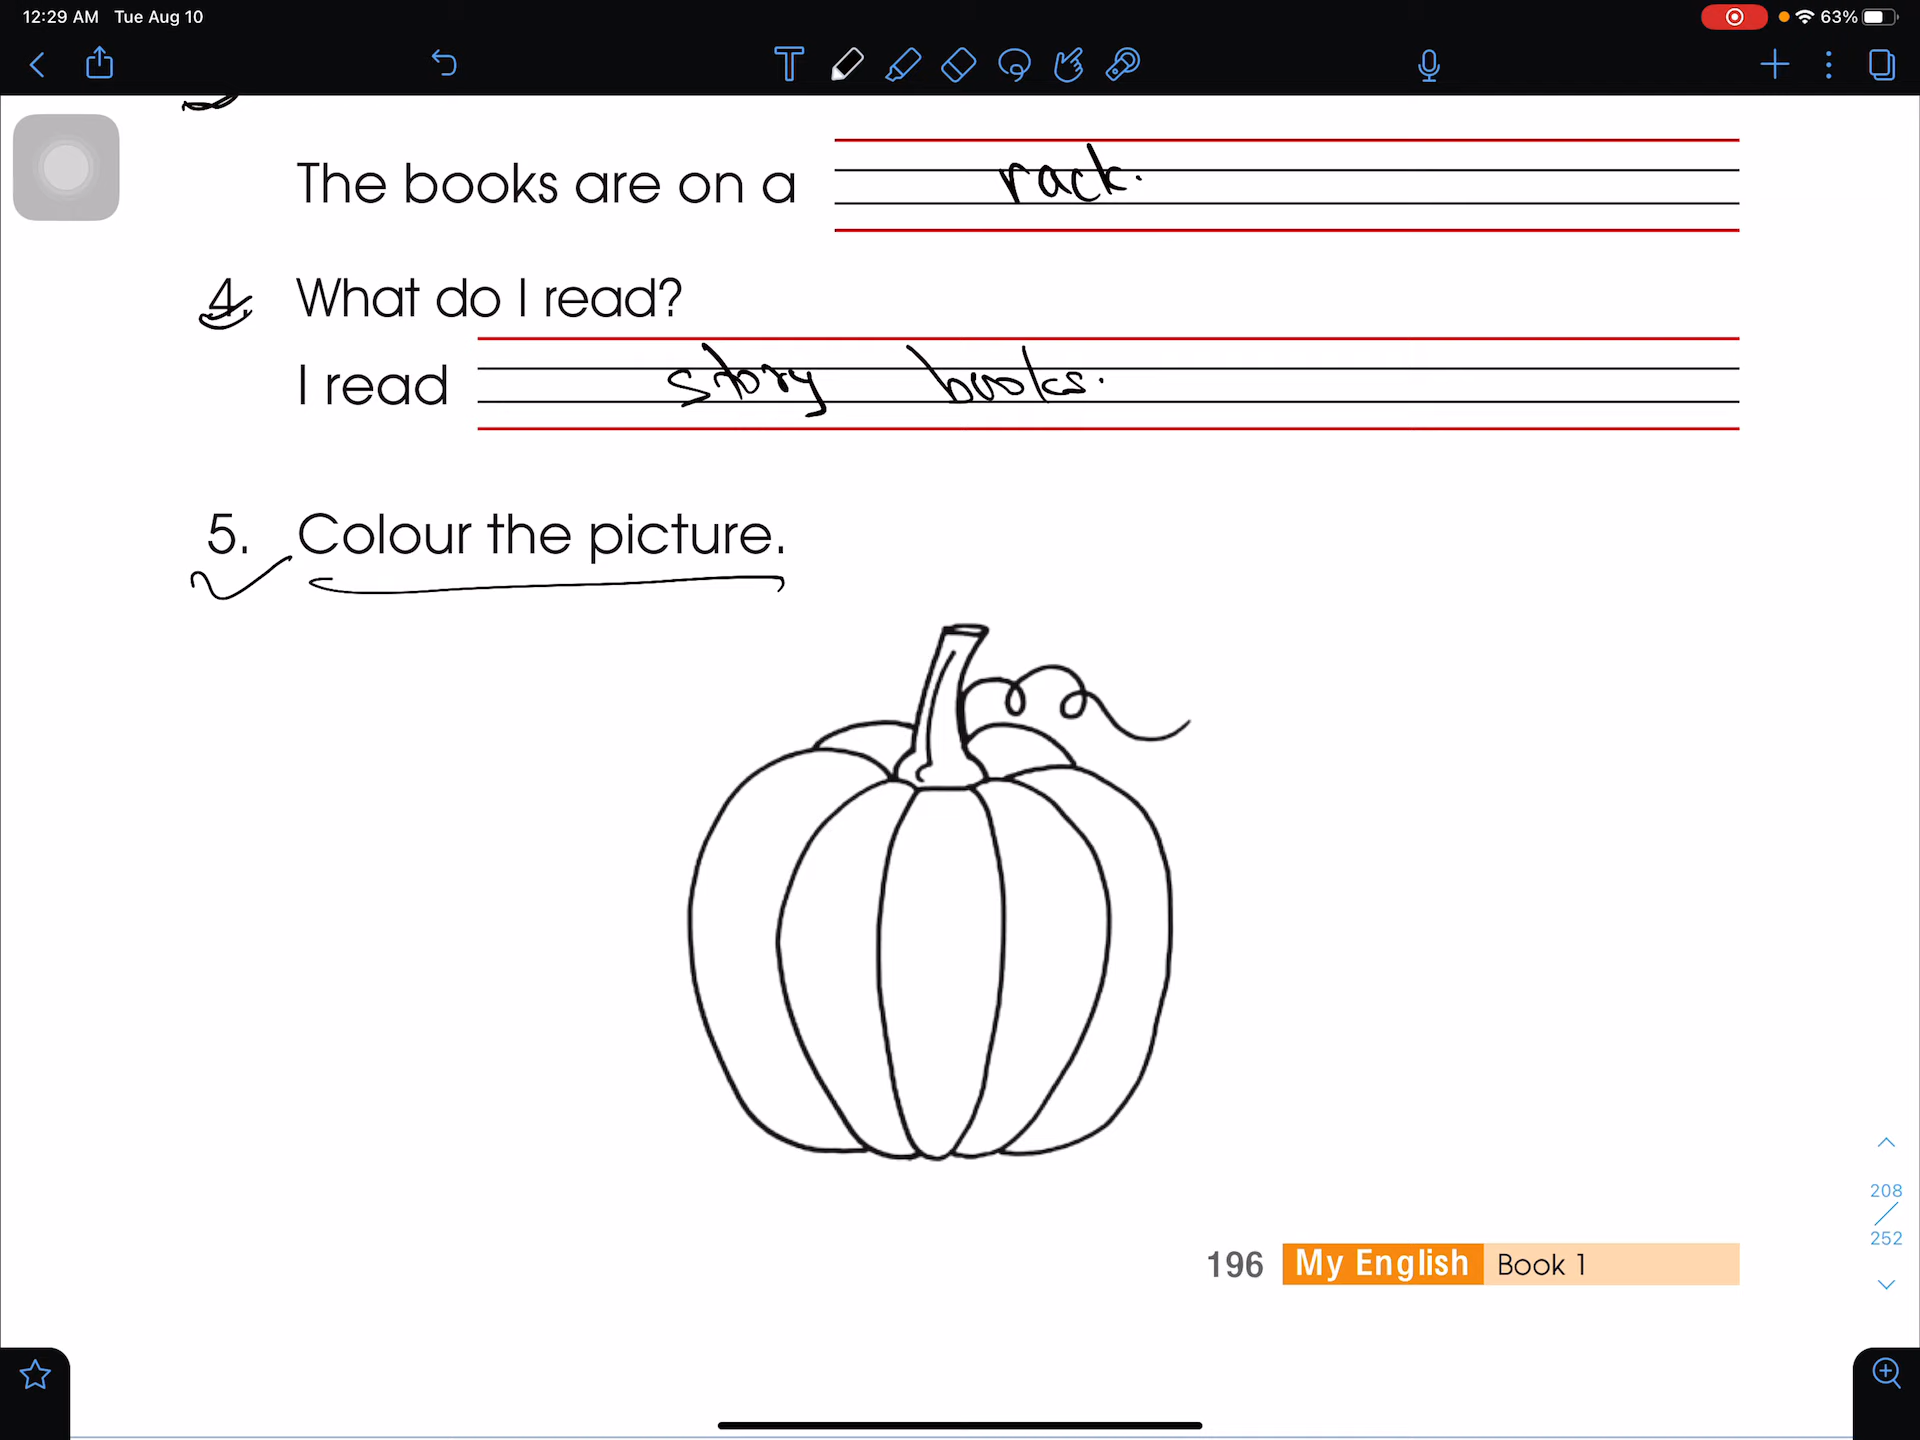 12:29 AM Tue Aug 10
63%
The books are on a rack.
4. What do I read?
I read story books.
5. Colour the picture.
208
252
196 My English Book 1